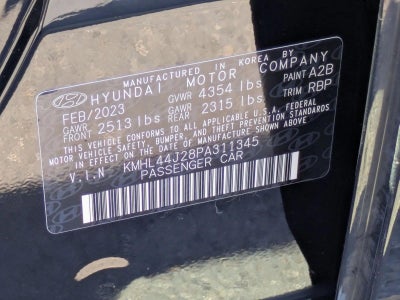 MANUFACTURED IN KOREA BY
HYUNDAI MOTOR COMPANY
FEB/2023 GVWR 4354 lbs PAINT A2B
GAWR FRONT 2513 lbs GAWR REAR 2315 lbs TRIM RBP
THIS VEHICLE CONFORMS TO ALL APPLICABLE U.S.A. FEDERAL
MOTOR VEHICLE SAFETY, BUMPER, AND THEFT PREVENTION STANDARDS
IN EFFECT ON THE DATE OF MANUFACTURE SHOWN ABOVE.
V.I.N KMHL44J28PA311345
PASSENGER CAR